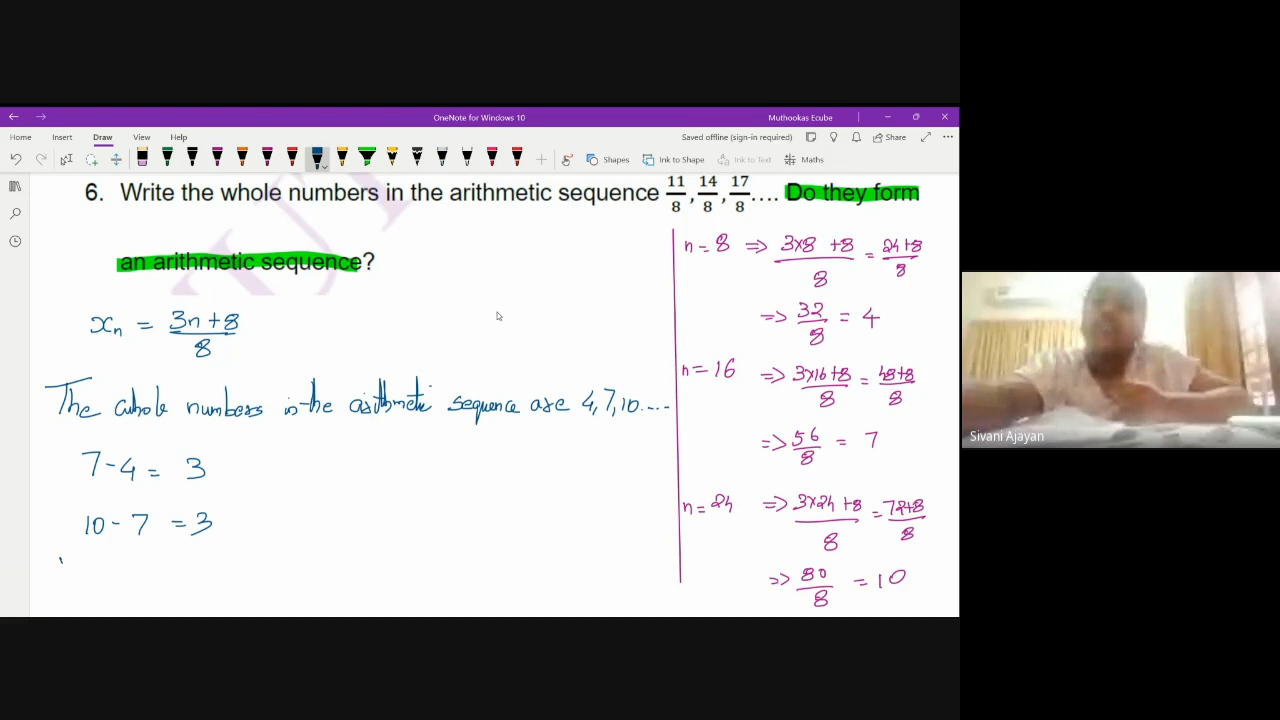 OneNote for Windows 10
Muthookas Ecube
Home Insert Draw View Help
Saved offline (sign-in required)
Share
Shapes
Ink to Shape
Ink to Text
Maths
6. Write the whole numbers in the arithmetic sequence 11/8, 14/8, 17/8 .... Do they form
an arithmetic sequence?
xₙ = (3n+8)/8
The whole numbers in the arithmetic sequence are 4, 7, 10....
7 - 4 = 3
10 - 7 = 3
n = 8 => (3×8 +8)/8 = (24+8)/8
=> 32/8 = 4
n = 16 => (3×16+8)/8 = (48+8)/8
=> 56/8 = 7
n = 24 => (3×24 +8)/8 = (72+8)/8
=> 80/8 = 10
Sivani Ajayan